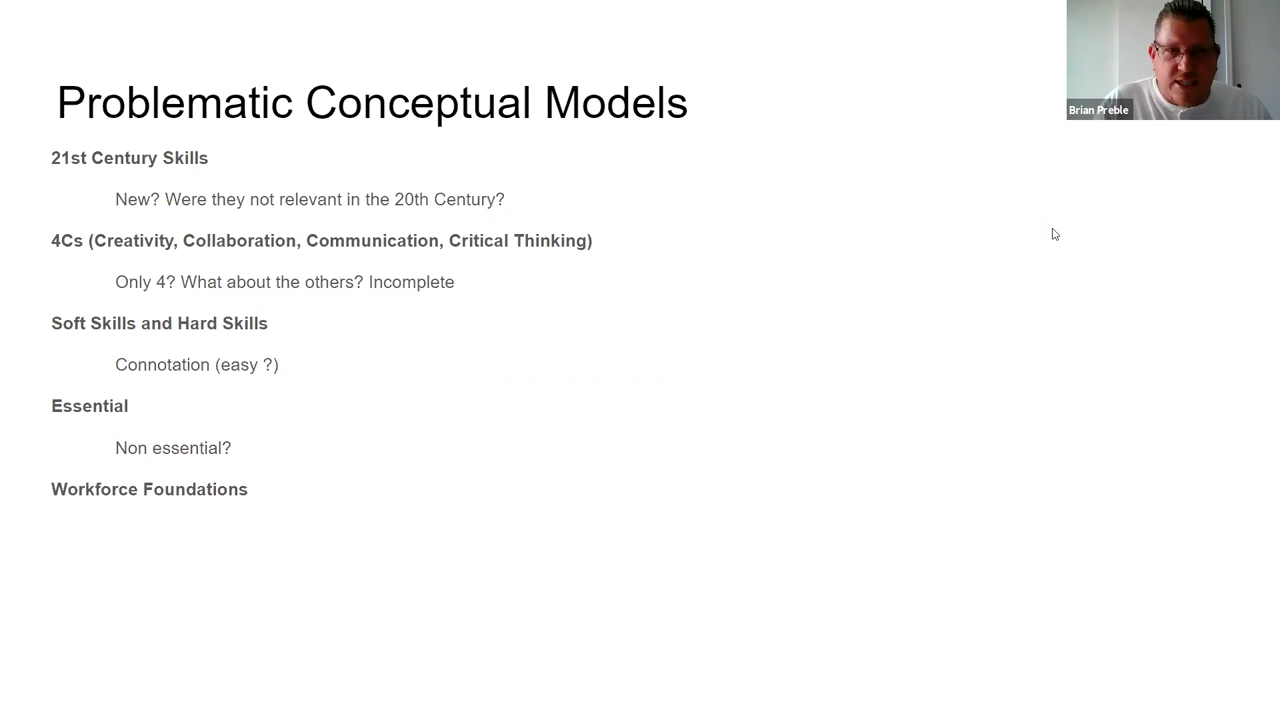 Problematic Conceptual Models
Brian Preble
21st Century Skills
New? Were they not relevant in the 20th Century?
4Cs (Creativity, Collaboration, Communication, Critical Thinking)
Only 4? What about the others? Incomplete
Soft Skills and Hard Skills
Connotation (easy ?)
Essential
Non essential?
Workforce Foundations